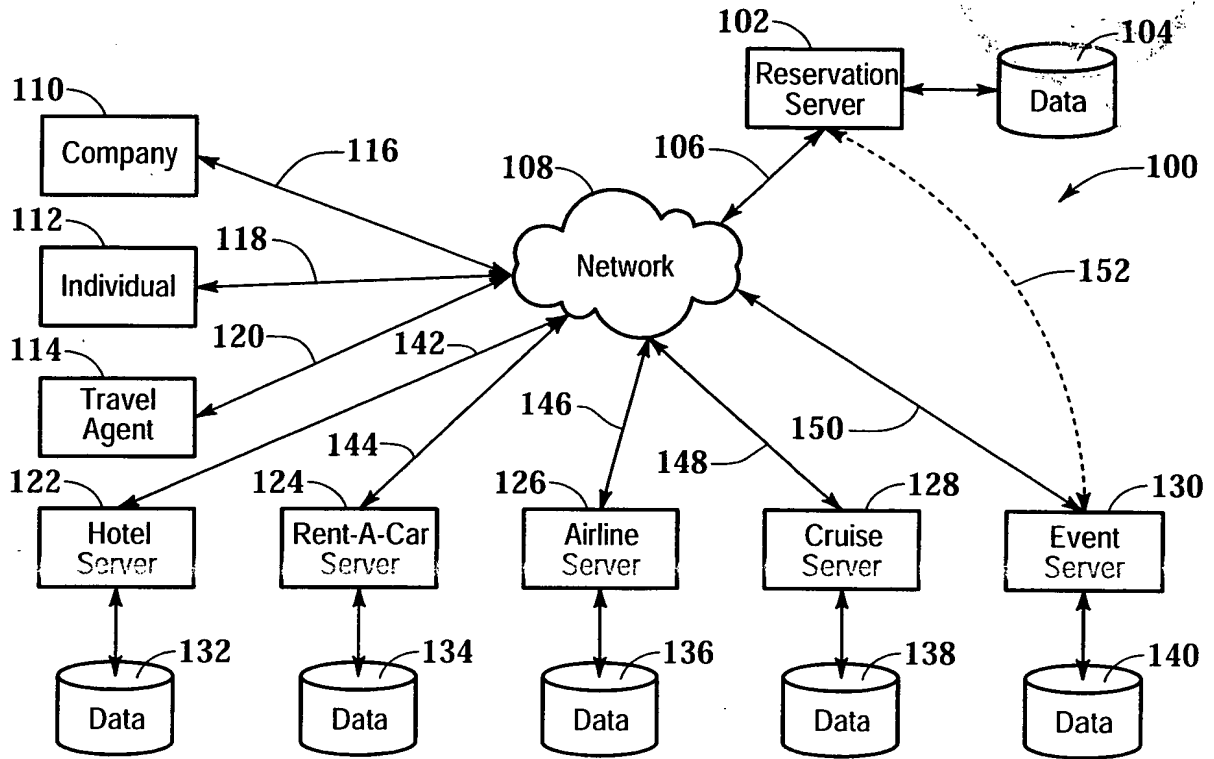 102
104
Reservation
Server
Data
110
Company
116
106
108
100
112
118
Individual
Network
152
120
142
114
Travel
Agent
146
150
144
148
122
124
126
128
130
Hotel
Server
Rent-A-Car
Server
Airline
Server
Cruise
Server
Event
Server
132
134
136
138
140
Data
Data
Data
Data
Data